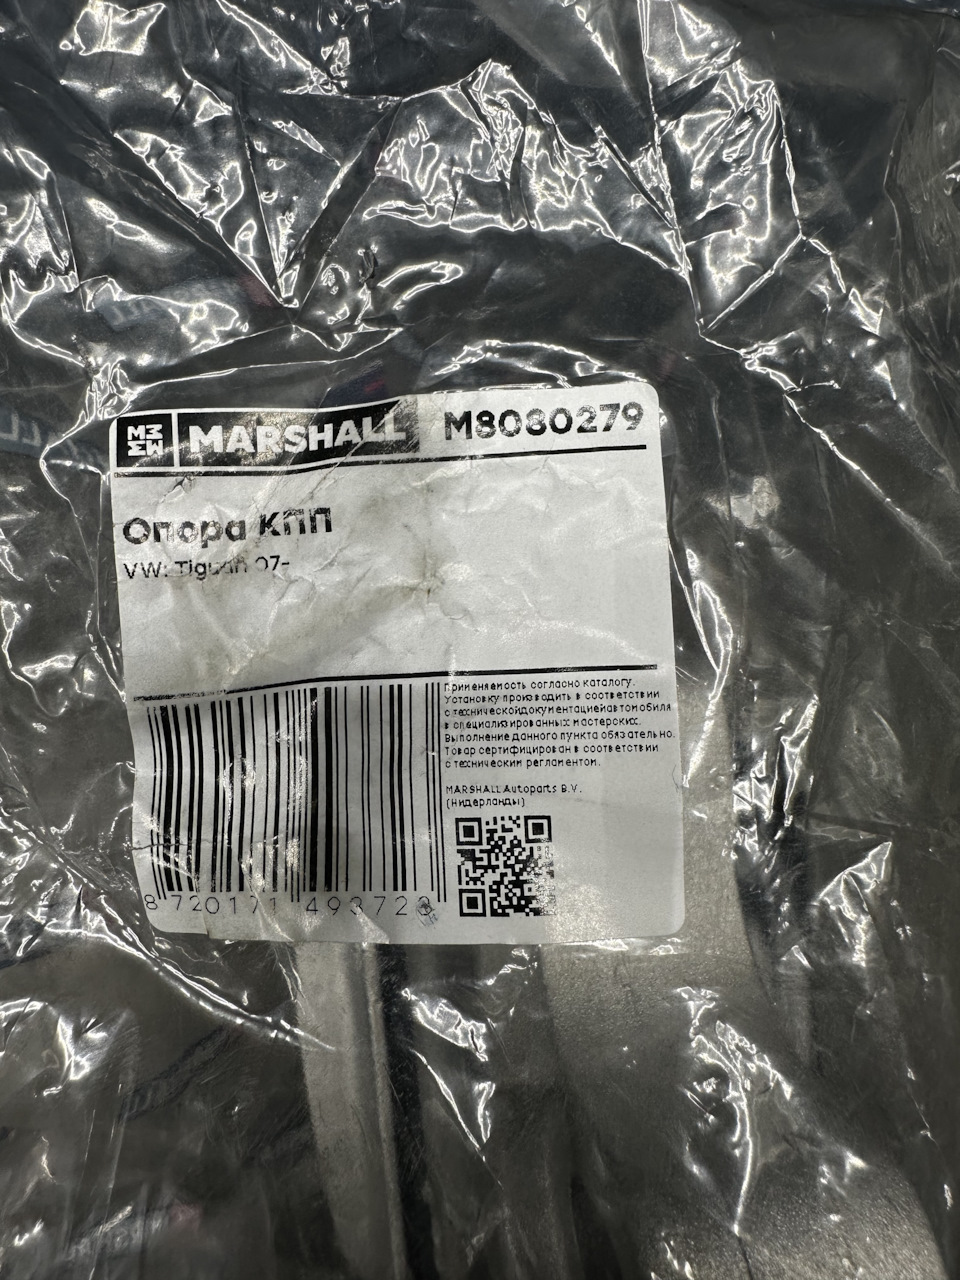 MARSHALL M8080279
Опора КПП
VW: Tiguan 07-
Применяемость согласно каталогу.
Установку производить в соответствии
с технической документацией автомобиля
в специализированных мастерских.
Выполнение данного пункта обязательно.
Товар сертифицирован в соответствии
с техническим регламентом.
MARSHALL Autoparts B.V.
(Нидерланды)
8 720171 493723